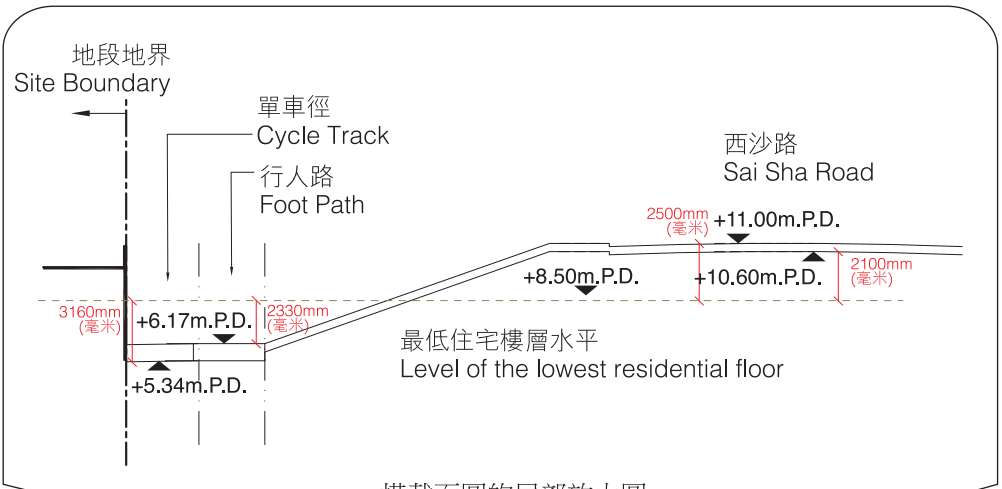 地段地界
Site Boundary
單車徑
Cycle Track
行人路
Foot Path
西沙路
Sai Sha Road
2500mm
(毫米)
+11.00m.P.D.
+8.50m.P.D.
+10.60m.P.D.
2100mm
(毫米)
3160mm
(毫米)
+6.17m.P.D.
2330mm
(毫米)
+5.34m.P.D.
最低住宅樓層水平
Level of the lowest residential floor